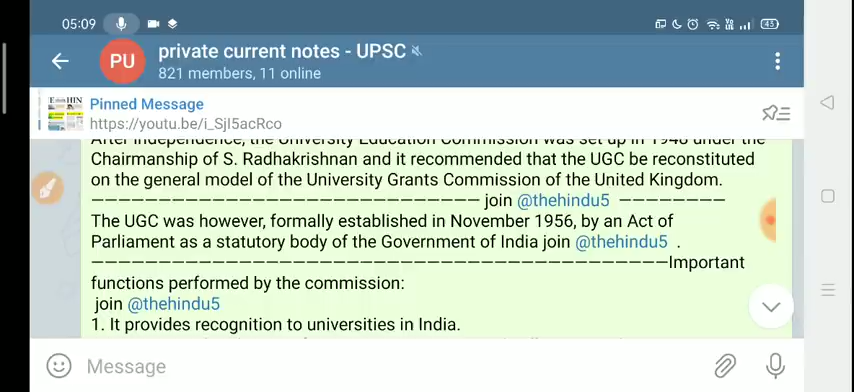 05:09
45
private current notes - UPSC
PU
821 members, 11 online
Pinned Message
https://youtu.be/i_SjI5acRco
After independence, the University Education Commission was set up in 1948 under the
Chairmanship of S. Radhakrishnan and it recommended that the UGC be reconstituted
on the general model of the University Grants Commission of the United Kingdom.
————————————————————————————— join @thehindu5 ————————
The UGC was however, formally established in November 1956, by an Act of
Parliament as a statutory body of the Government of India join @thehindu5 .
———————————————————————————————————————————Important
functions performed by the commission:
join @thehindu5
1. It provides recognition to universities in India.
Message